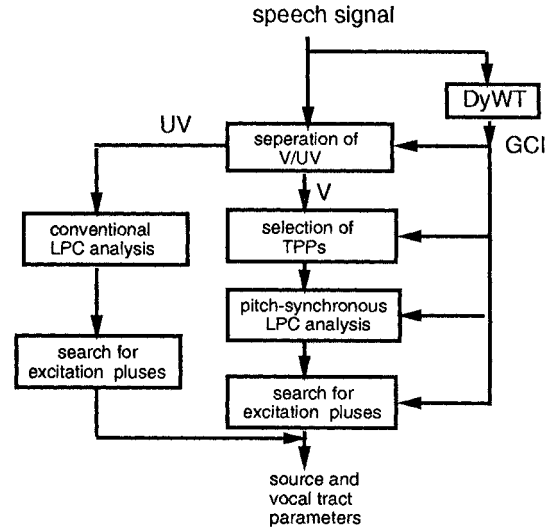 speech signal
DyWT
UV
GCI
seperation of
V/UV
V
conventional
LPC analysis
selection of
TPPs
pitch-synchronous
LPC analysis
search for
excitation pluses
search for
excitation pluses
source and
vocal tract
parameters